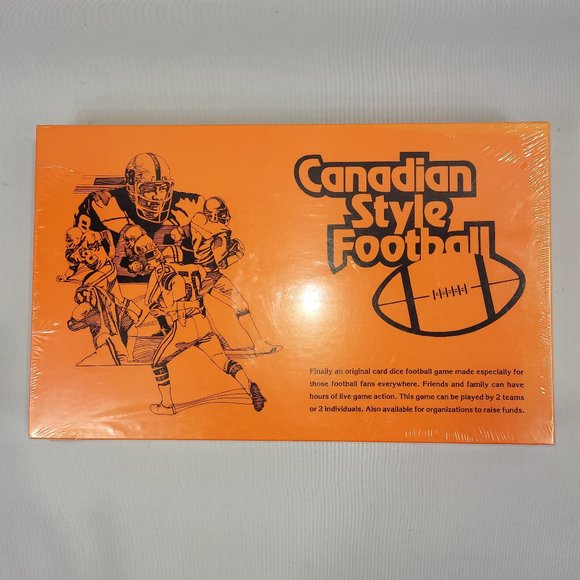 Canadian
Style
Football
Finally an original card dice football game made especially for
those football fans everywhere. Friends and family can have
hours of live game action. This game can be played by 2 teams
or 2 individuals. Also available for organizations to raise funds.